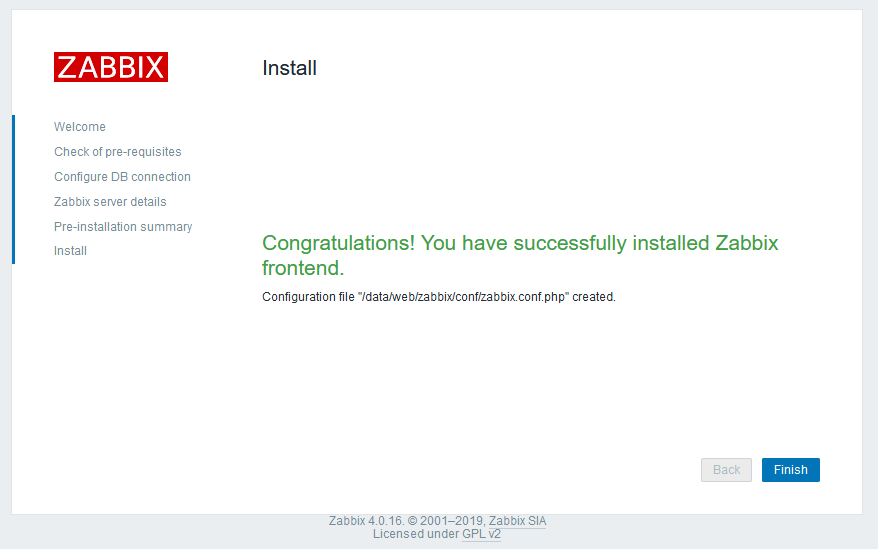 ZABBIX
Install
Welcome
Check of pre-requisites
Configure DB connection
Zabbix server details
Pre-installation summary
Install
Congratulations! You have successfully installed Zabbix
frontend.
Configuration file "/data/web/zabbix/conf/zabbix.conf.php" created.
Back
Finish
Zabbix 4.0.16. © 2001–2019, Zabbix SIA
Licensed under GPL v2